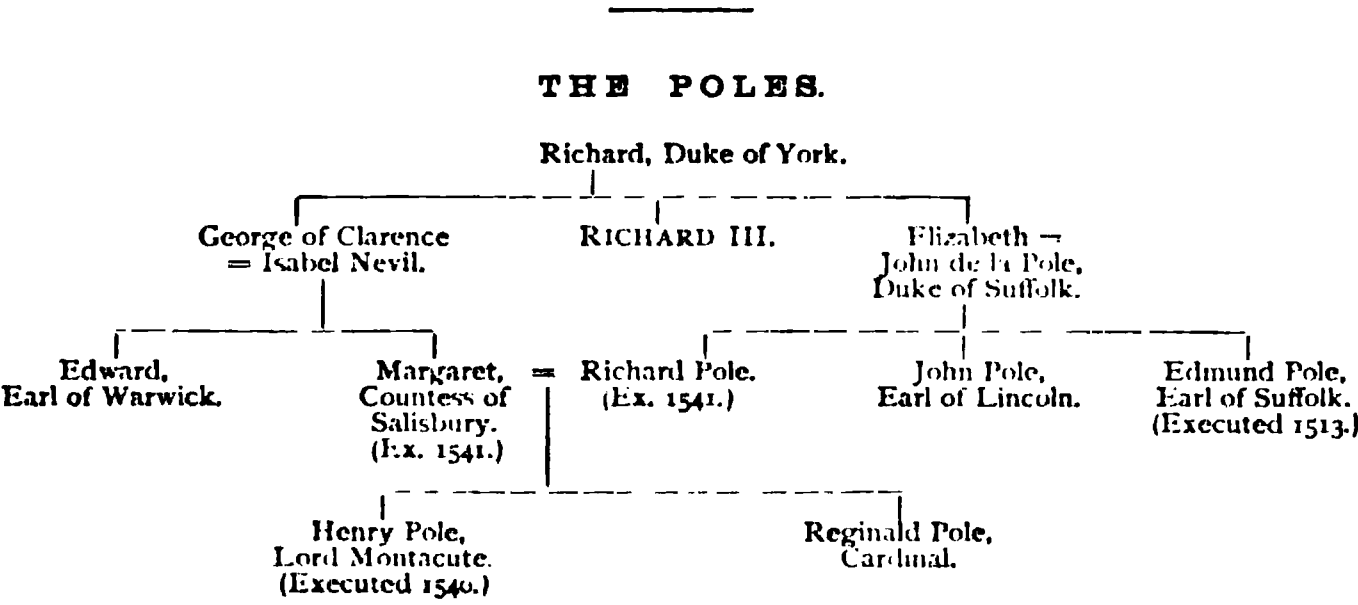 THE POLES.
Richard, Duke of York.
George of Clarence
= Isabel Nevil.
RICHARD III.
Elizabeth =
John de la Pole,
Duke of Suffolk.
Edward,
Earl of Warwick.
Margaret,
Countess of
Salisbury.
(Ex. 1541.)
=
Richard Pole.
(Ex. 1541.)
John Pole,
Earl of Lincoln.
Edmund Pole,
Earl of Suffolk.
(Executed 1513.)
Henry Pole,
Lord Montacute.
(Executed 1540.)
Reginald Pole,
Cardinal.